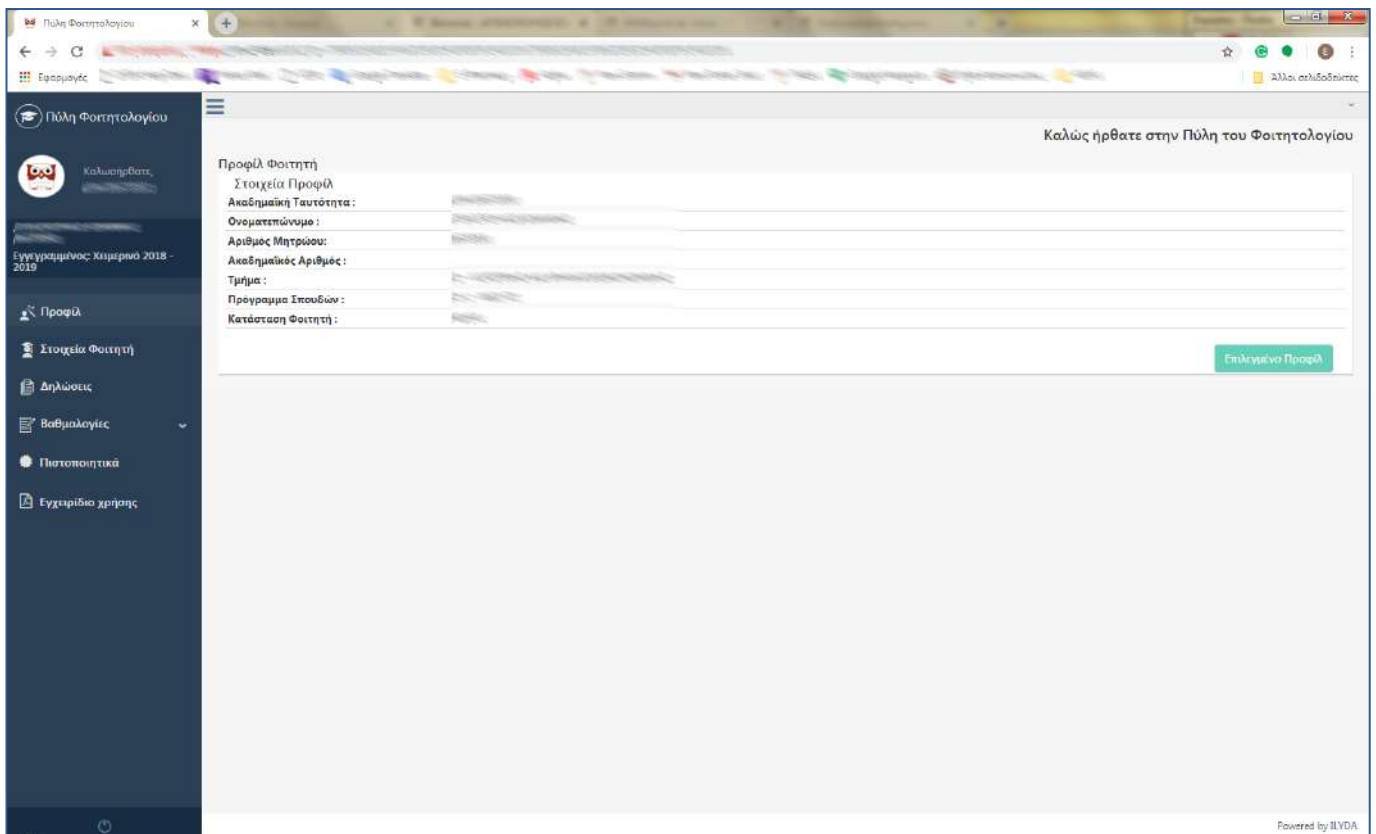 Πύλη Φοιτητολογίου
Εφαρμογές
Άλλοι σελιδοδείκτες
Πύλη Φοιτητολογίου
Καλώς ήρθατε στην Πύλη του Φοιτητολογίου
Καλωσήρθατε,
Προφίλ Φοιτητή
Στοιχεία Προφίλ
Ακαδημαϊκή Ταυτότητα :
Ονοματεπώνυμο :
Αριθμός Μητρώου:
Ακαδημαϊκός Αριθμός :
Τμήμα :
Πρόγραμμα Σπουδών :
Κατάσταση Φοιτητή :
Επιλεγμένο Προφίλ
Εγγεγραμμένος: Χειμερινό 2018 -
2019
Προφίλ
Στοιχεία Φοιτητή
Δηλώσεις
Βαθμολογίες
Πιστοποιητικά
Εγχειρίδιο χρήσης
Powered by ILYDA